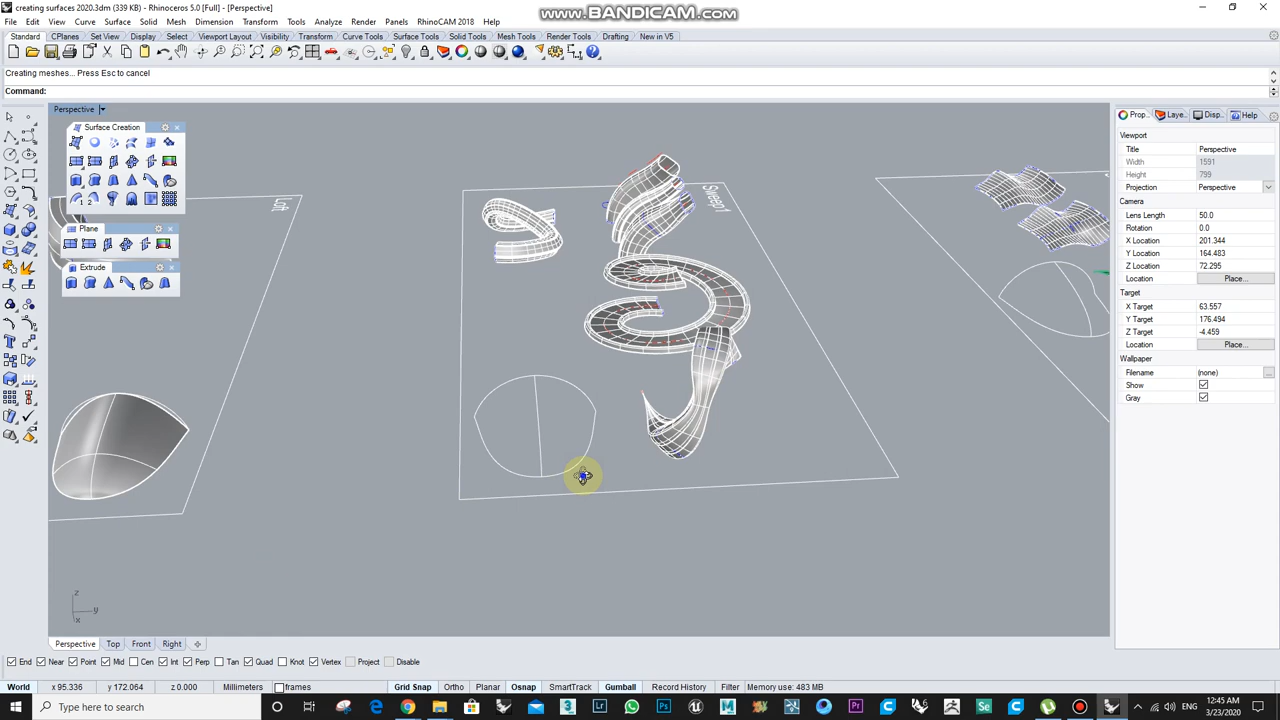 creating surfaces 2020.3dm (339 KB) - Rhinoceros 5.0 [Full] - [Perspective]
www.BANDICAM.com
File Edit View Curve Surface Solid Mesh Dimension Transform Tools Analyze Render Panels RhinoCAM 2018 Help
Standard CPlanes Set View Display Select Viewport Layout Visibility Transform Curve Tools Surface Tools Solid Tools Mesh Tools Render Tools Drafting New in V5
Creating meshes... Press Esc to cancel
Command:
Perspective
Surface Creation
Plane
Extrude
Loft
Sweep1
z
y
x
Prop... Laye... Disp... Help
Viewport
Title Perspective
Width 1591
Height 799
Projection Perspective
Camera
Lens Length 50.0
Rotation 0.0
X Location 201.344
Y Location 164.483
Z Location 72.295
Location Place...
Target
X Target 63.557
Y Target 176.494
Z Target -4.459
Location Place...
Wallpaper
Filename (none) ...
Show
Gray
Perspective Top Front Right
End Near Point Mid Cen Int Perp Tan Quad Knot Vertex Project Disable
World x 95.336 y 172.064 z 0.000 Millimeters frames Grid Snap Ortho Planar Osnap SmartTrack Gumball Record History Filter Memory use: 483 MB
Type here to search
ENG
12:45 AM
3/23/2020